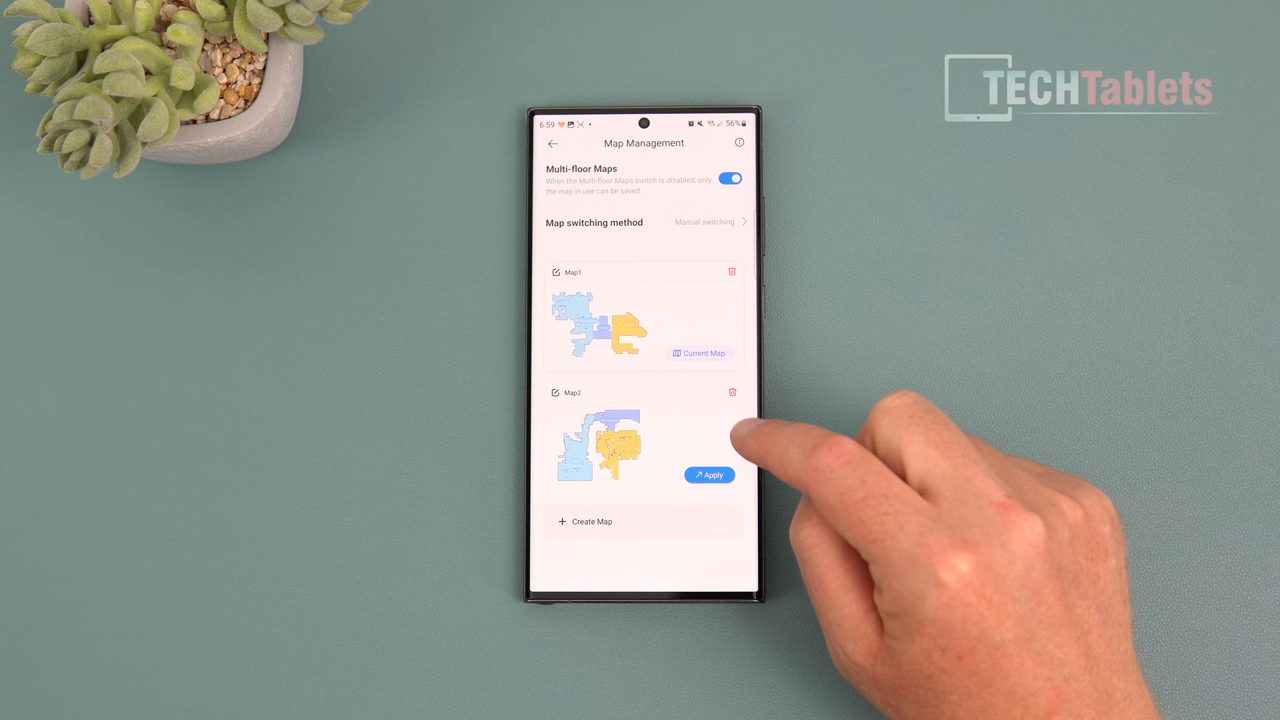 TECHTablets
6:59
56%
Map Management
Multi-floor Maps
When the Multi-floor Maps switch is disabled, only
the map in use can be saved.
Map switching method
Manual switching
Map1
Current Map
Map2
Apply
Create Map